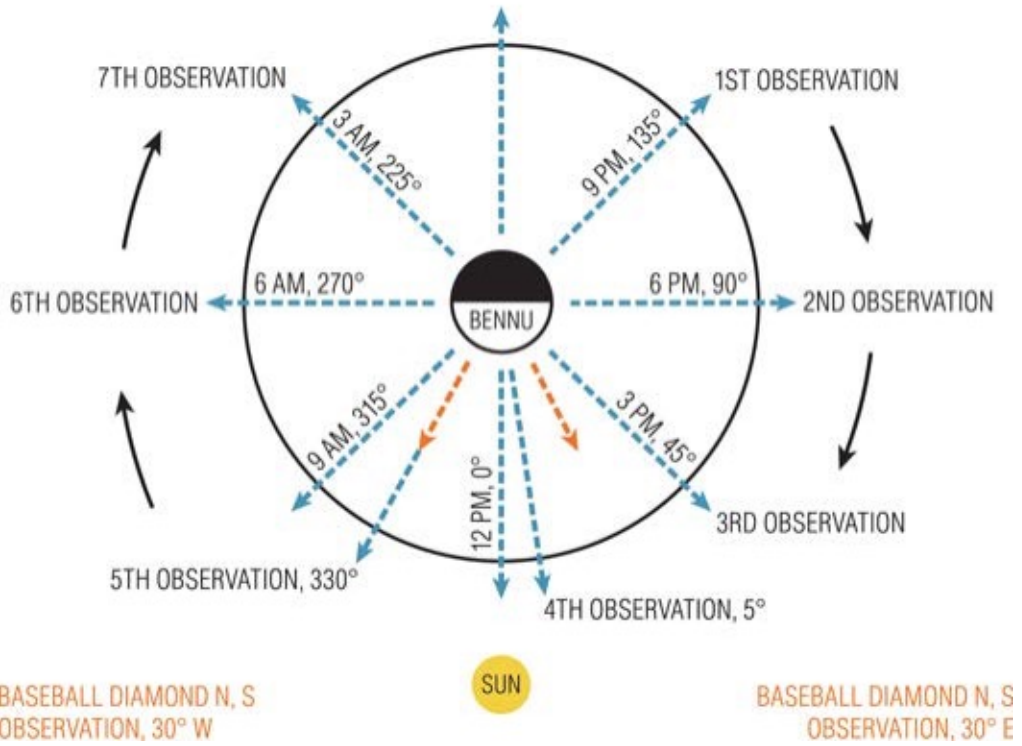 7TH OBSERVATION
1ST OBSERVATION
3 AM, 225°
9 PM, 135°
6TH OBSERVATION
6 AM, 270°
6 PM, 90°
2ND OBSERVATION
BENNU
9 AM, 315°
12 PM, 0°
3 PM, 45°
3RD OBSERVATION
5TH OBSERVATION, 330°
4TH OBSERVATION, 5°
SUN
BASEBALL DIAMOND N, S
OBSERVATION, 30° W
BASEBALL DIAMOND N, S
OBSERVATION, 30° E